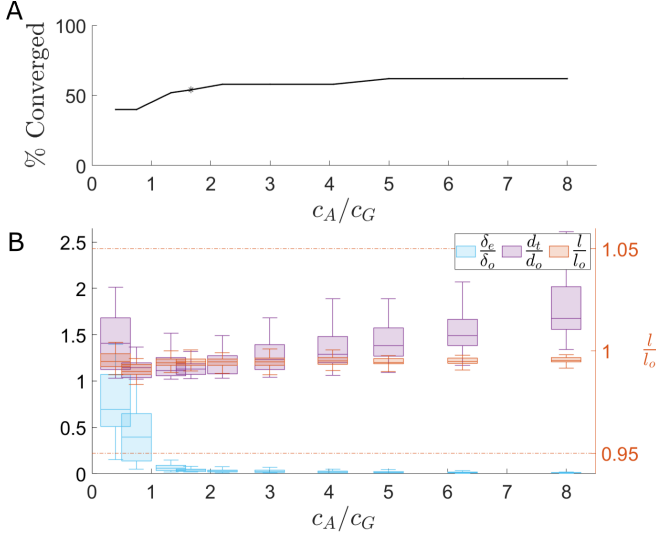 A
100
50
0
% Converged
0 1 2 3 4 5 6 7 8
c_A/c_G
B
2.5
2
1.5
1
0.5
0
δ_e/δ_o d_t/d_o l/l_o
1.05
1
0.95
l/l_o
0 1 2 3 4 5 6 7 8
c_A/c_G